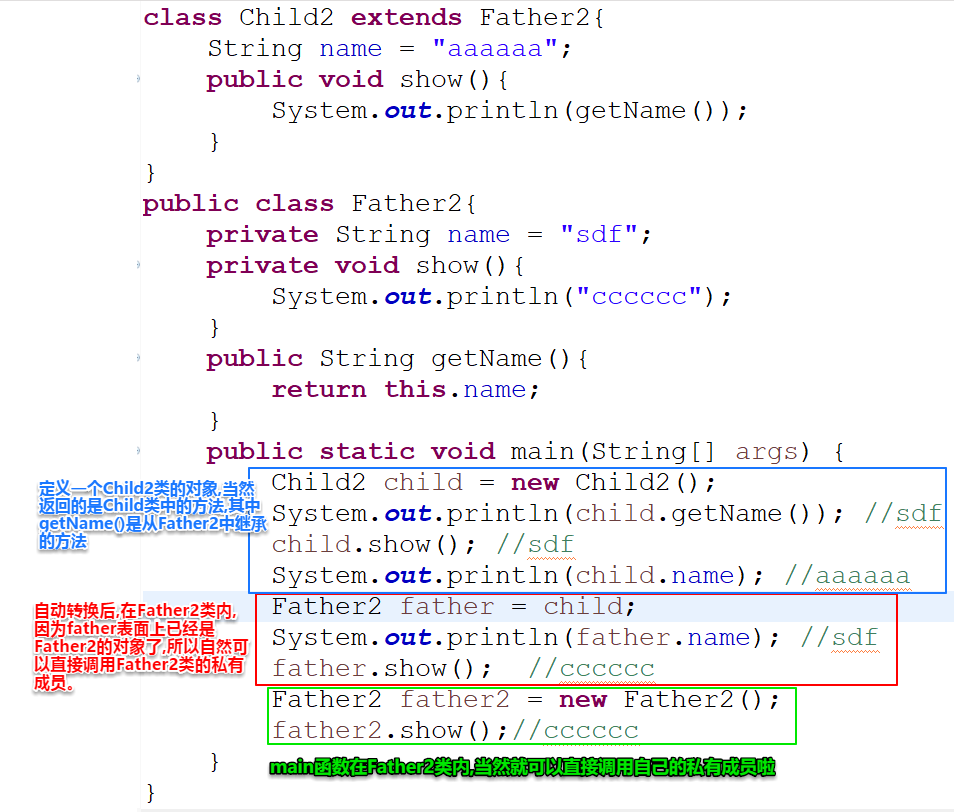 class Child2 extends Father2{
String name = "aaaaaa";
public void show(){
System.out.println(getName());
}
}
public class Father2{
private String name = "sdf";
private void show(){
System.out.println("cccccc");
}
public String getName(){
return this.name;
}
public static void main(String[] args) {
定义一个Child2类的对象,当然
返回的是Child类中的方法,其中
getName()是从Father2中继承
的方法
Child2 child = new Child2();
System.out.println(child.getName()); //sdf
child.show(); //sdf
System.out.println(child.name); //aaaaaa
自动转换后,在Father2类内,
因为father表面上已经是
Father2的对象了,所以自然可
以直接调用Father2类的私有
成员。
Father2 father = child;
System.out.println(father.name); //sdf
father.show(); //cccccc
Father2 father2 = new Father2();
father2.show();//cccccc
main函数在Father2类内,当然就可以直接调用自己的私有成员啦
}
}